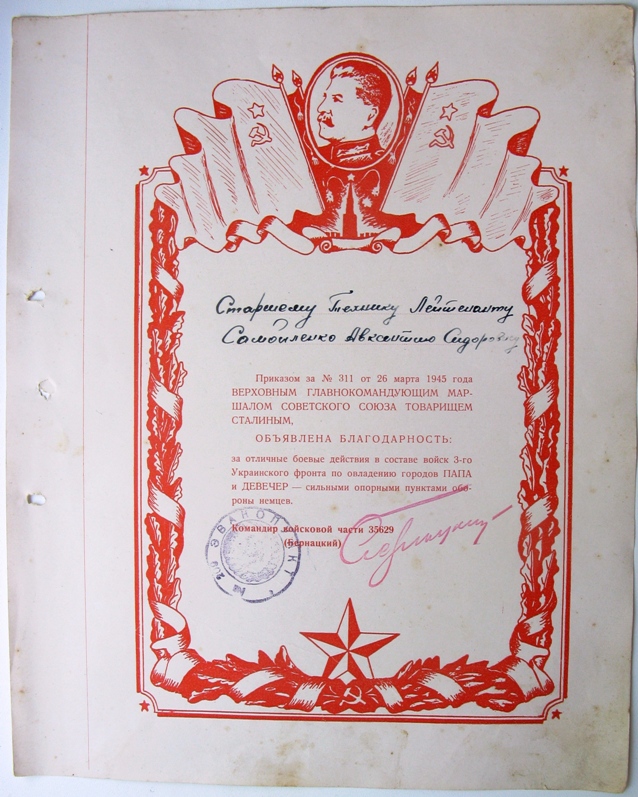 Старшему Технику Лейтенанту
Самойленко Авксентию Сидоровичу
Приказом за № 311 от 26 марта 1945 года
ВЕРХОВНЫМ ГЛАВНОКОМАНДУЮЩИМ МАР-
ШАЛОМ СОВЕТСКОГО СОЮЗА ТОВАРИЩЕМ
СТАЛИНЫМ,
ОБЪЯВЛЕНА БЛАГОДАРНОСТЬ:
за отличные боевые действия в составе войск 3-го
Украинского фронта по овладению городов ПАПА
и ДЕВЕЧЕР — сильными опорными пунктами обо-
роны немцев.
Командир войсковой части 35629
(Бернацкий)